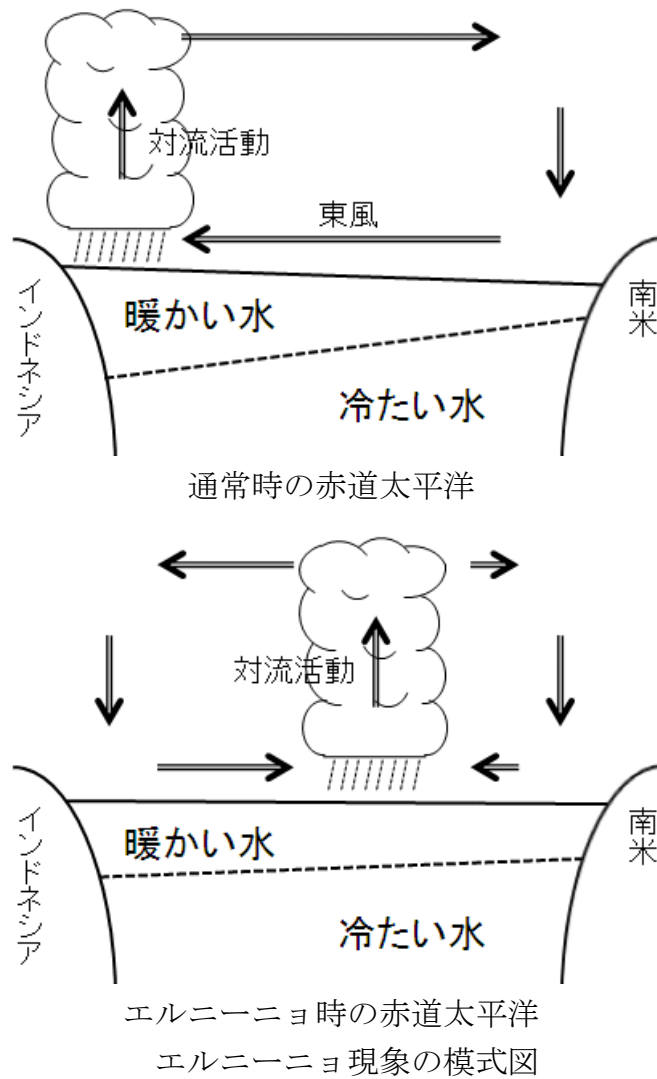 対流活動
東風
インドネシア
暖かい水
南米
冷たい水
通常時の赤道太平洋
対流活動
インドネシア
暖かい水
南米
冷たい水
エルニーニョ時の赤道太平洋
エルニーニョ現象の模式図